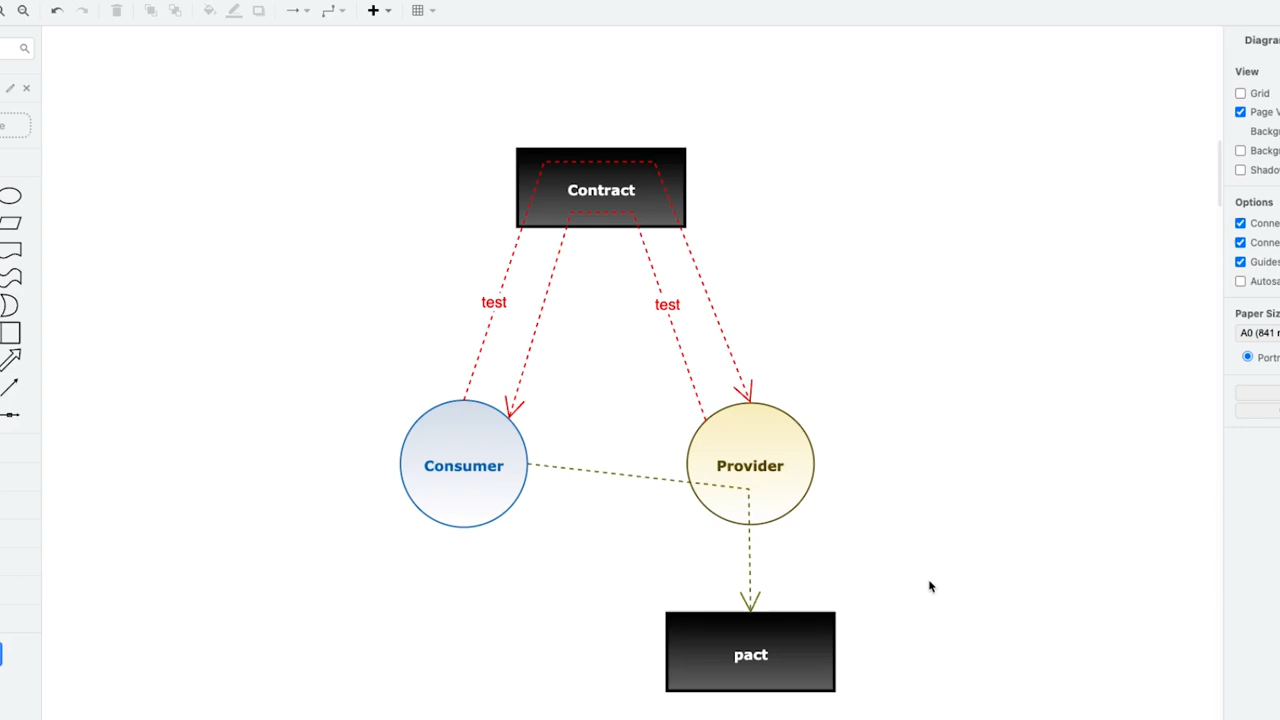 Diagra
View
Grid
Page V
Backgr
Backgr
Shado
Options
Conne
Conne
Guides
Autosa
Paper Siz
A0 (841 r
Portr
Contract
test
test
Consumer
Provider
pact